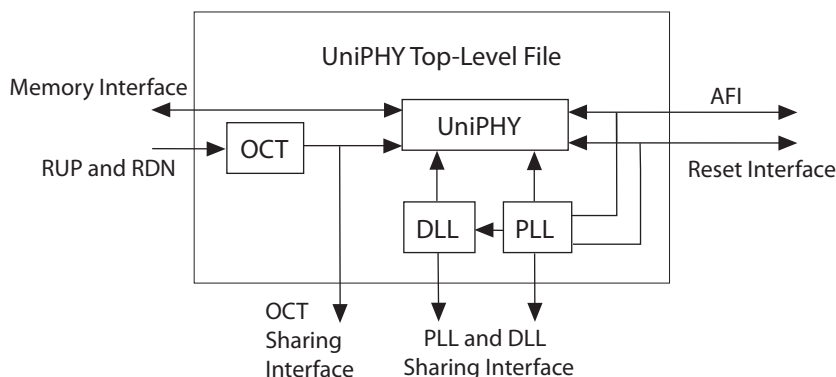 UniPHY Top-Level File
Memory Interface
AFI
UniPHY
OCT
RUP and RDN
Reset Interface
DLL
PLL
OCT
Sharing
Interface
PLL and DLL
Sharing Interface